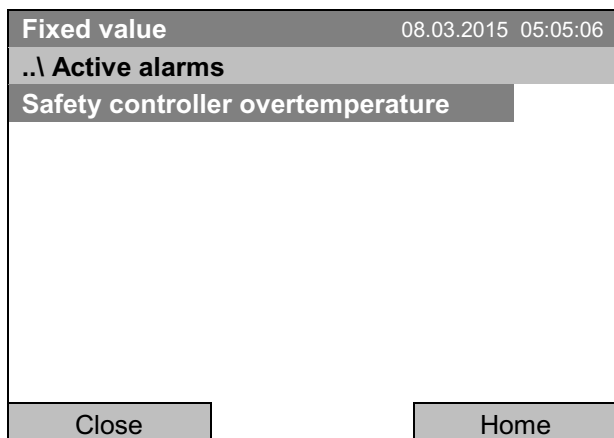 Fixed value 08.03.2015 05:05:06
..\ Active alarms
Safety controller overtemperature
Close Home